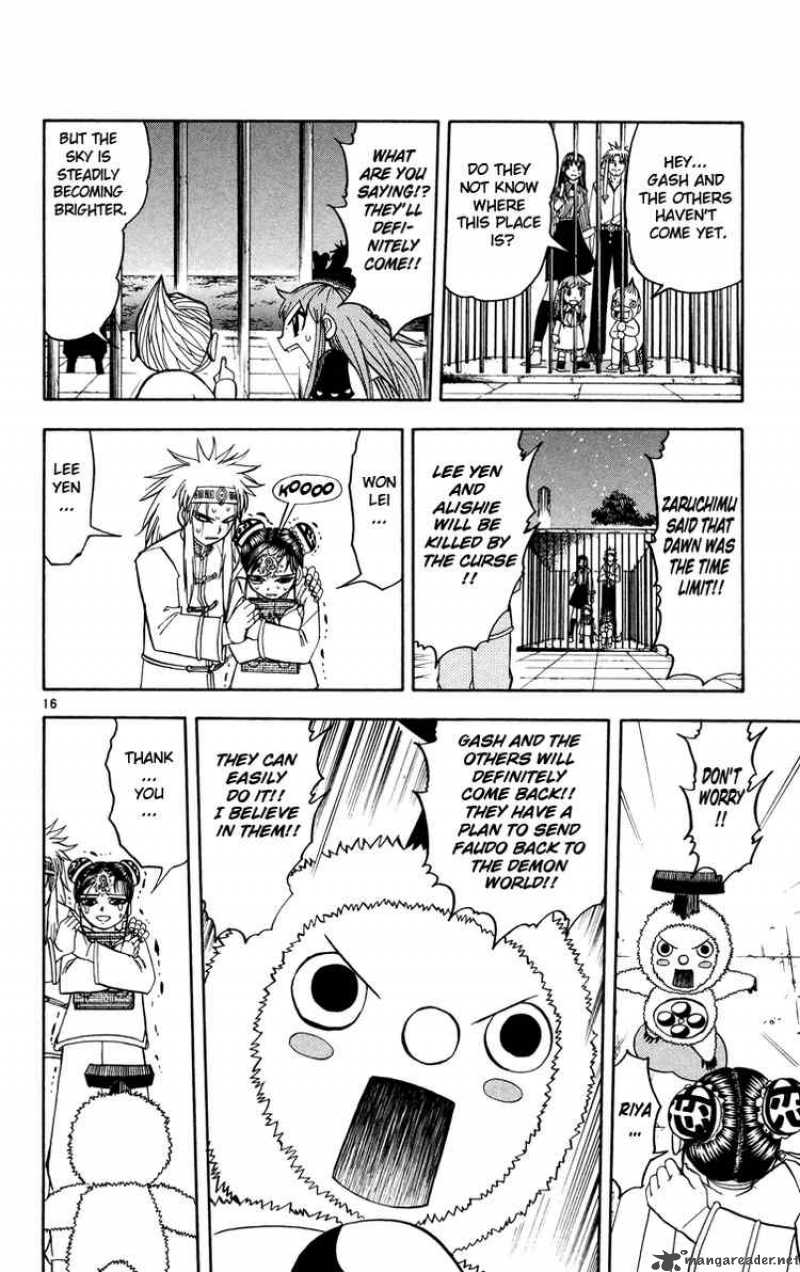 HEY...
GASH AND
THE OTHERS
HAVEN'T
COME YET.
DO THEY
NOT KNOW
WHERE
THIS PLACE
IS?
WHAT
ARE YOU
SAYING!?
THEY'LL
DEFI-
NITELY
COME!!
BUT THE
SKY IS
STEADILY
BECOMING
BRIGHTER.
ZARUCHIMU
SAID THAT
DAWN WAS
THE TIME
LIMIT!!
LEE YEN
AND
ALISHIE
WILL BE
KILLED BY
THE CURSE
!!
WON
LEI
...
KOOOO
LEE
YEN
...
16
DON'T
WORRY
!!
RIYA
...
GASH AND THE
OTHERS WILL
DEFINITELY
COME BACK!!
THEY HAVE A
PLAN TO SEND
FAUDO BACK TO
THE DEMON
WORLD!!
THEY CAN
EASILY
DO IT!!
I BELIEVE
IN THEM!!
THANK
...
YOU
...
mangareader.net